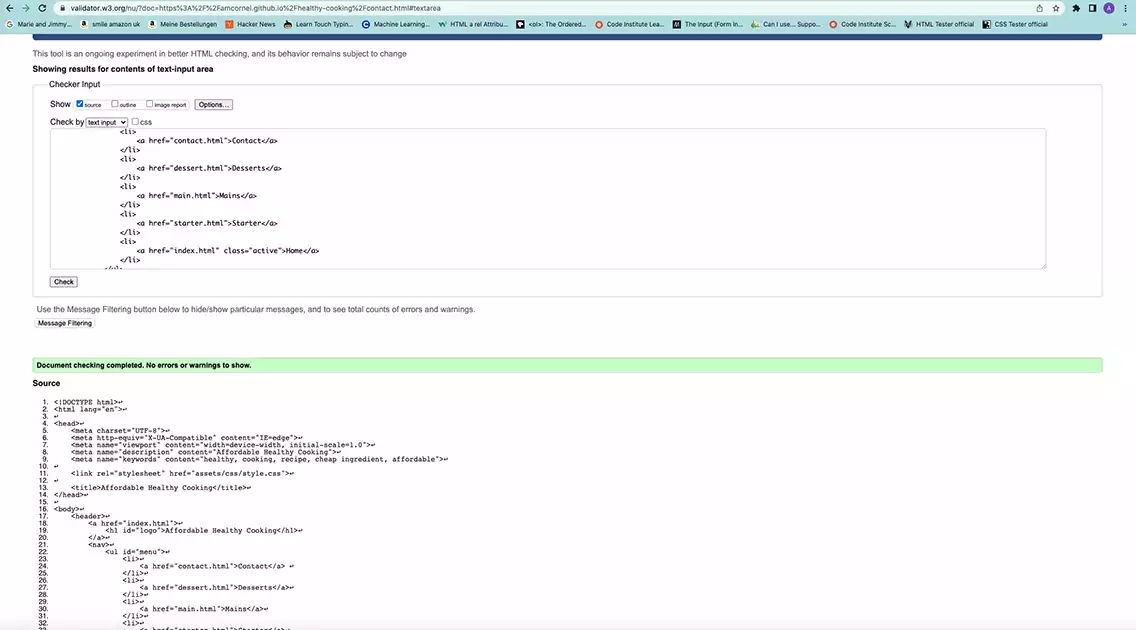 validator.w3.org/nu/?doc=https%3A%2F%2Famcornel.github.io%2Fhealthy-cooking%2Fcontact.html#textarea
A
G Marie and Jimmy... smile amazon uk Meine Bestellungen Hacker News Learn Touch Typin... Machine Learning... HTML a rel Attribu... <ol>: The Ordered... Code Institute Lea... The Input (Form In... Can I use... Suppo... Code Institute Sc... HTML Tester official CSS Tester official »
This tool is an ongoing experiment in better HTML checking, and its behavior remains subject to change
Showing results for contents of text-input area
Checker Input
Show source outline image report Options...
Check by text input css
<li>
<a href="contact.html">Contact</a>
</li>
<li>
<a href="dessert.html">Desserts</a>
</li>
<li>
<a href="main.html">Mains</a>
</li>
<li>
<a href="starter.html">Starter</a>
</li>
<li>
<a href="index.html" class="active">Home</a>
</li>
</ul>
Check
Use the Message Filtering button below to hide/show particular messages, and to see total counts of errors and warnings.
Message Filtering
Document checking completed. No errors or warnings to show.
Source
1. <!DOCTYPE html>↩
2. <html lang="en">↩
3. ↩
4. <head>↩
5. <meta charset="UTF-8">↩
6. <meta http-equiv="X-UA-Compatible" content="IE=edge">↩
7. <meta name="viewport" content="width=device-width, initial-scale=1.0">↩
8. <meta name="description" content="Affordable Healthy Cooking">↩
9. <meta name="keywords" content="healthy, cooking, recipe, cheap ingredient, affordable">↩
10. ↩
11. <link rel="stylesheet" href="assets/css/style.css">↩
12. ↩
13. <title>Affordable Healthy Cooking</title>↩
14. </head>↩
15. ↩
16. <body>↩
17. <header>↩
18. <a href="index.html">↩
19. <h1 id="logo">Affordable Healthy Cooking</h1>↩
20. </a>↩
21. <nav>↩
22. <ul id="menu">↩
23. <li>↩
24. <a href="contact.html">Contact</a> ↩
25. </li>↩
26. <li>↩
27. <a href="dessert.html">Desserts</a>↩
28. </li>↩
29. <li>↩
30. <a href="main.html">Mains</a>↩
31. </li>↩
32. <li>↩
33. <a href="starter.html">Starter</a>↩